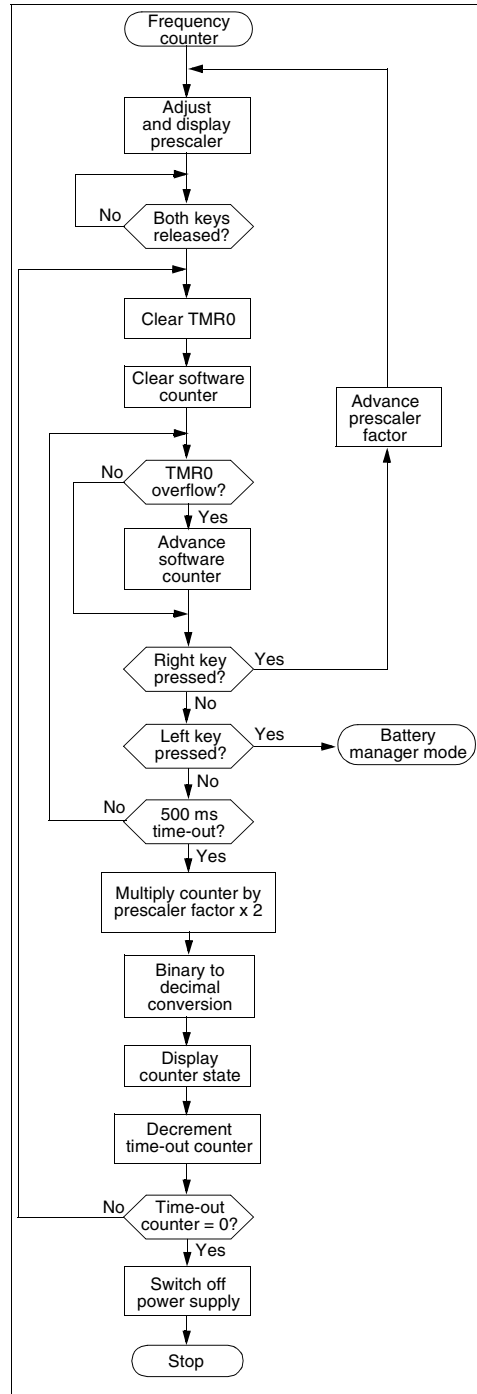 Frequency
counter
Adjust
and display
prescaler
No
Both keys
released?
Clear TMR0
Clear software
counter
Advance
prescaler
factor
No
TMR0
overflow?
Yes
Advance
software
counter
Right key
pressed?
Yes
No
Left key
pressed?
Yes
Battery
manager mode
No
No
500 ms
time-out?
Yes
Multiply counter by
prescaler factor x 2
Binary to
decimal
conversion
Display
counter state
Decrement
time-out counter
No
Time-out
counter = 0?
Yes
Switch off
power supply
Stop